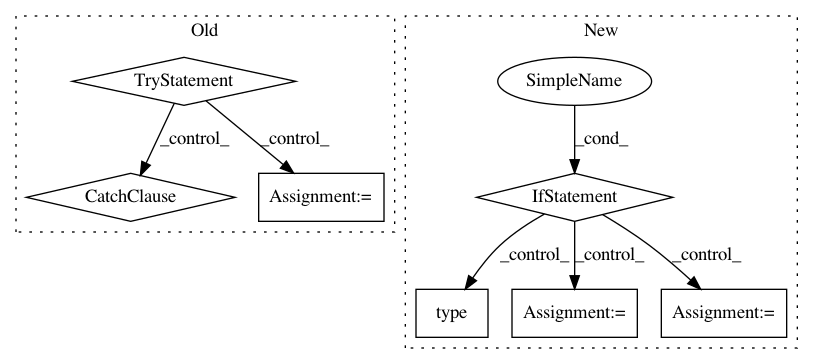 Old
TryStatement
_control_
_control_
CatchClause
Assignment:=
New
SimpleName
_cond_
IfStatement
_control_
_control_
_control_
type
Assignment:=
Assignment:=